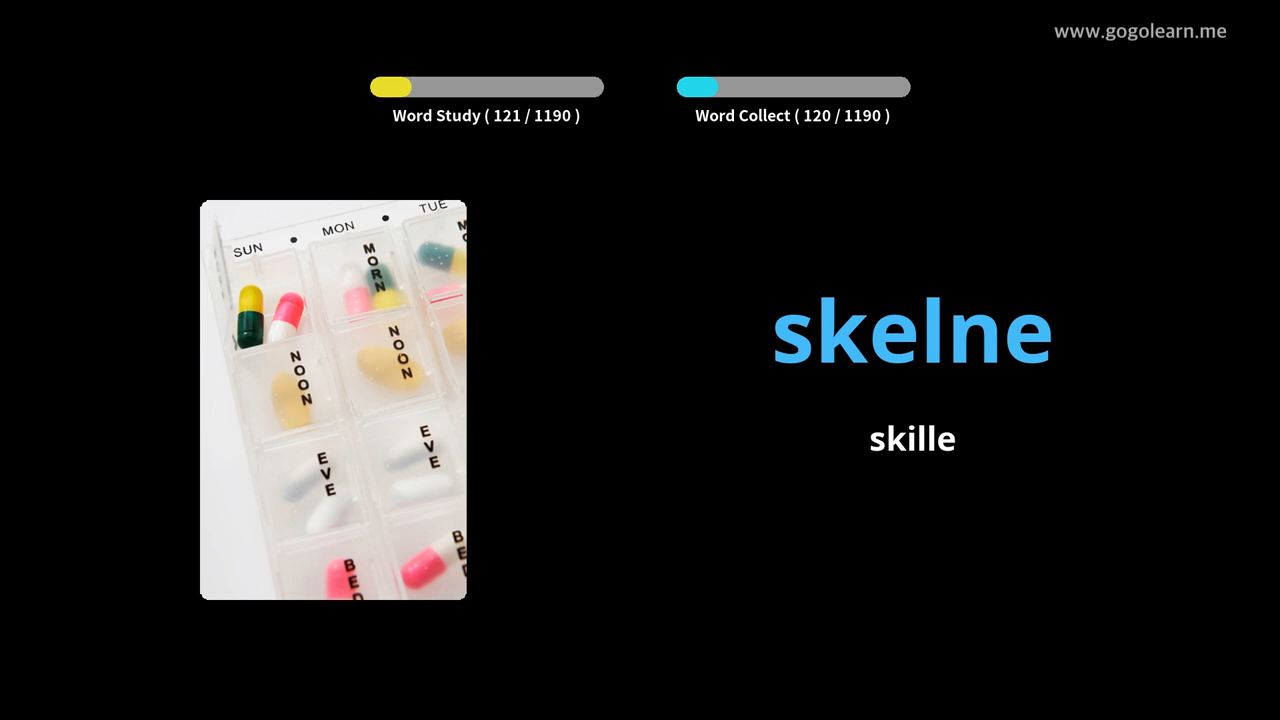 www.gogolearn.me
Word Study ( 121 / 1190 )
Word Collect ( 120 / 1190 )
SUN • MON • TUE
MORN
NOON
NOON
EVE
EVE
BED
skelne
skille